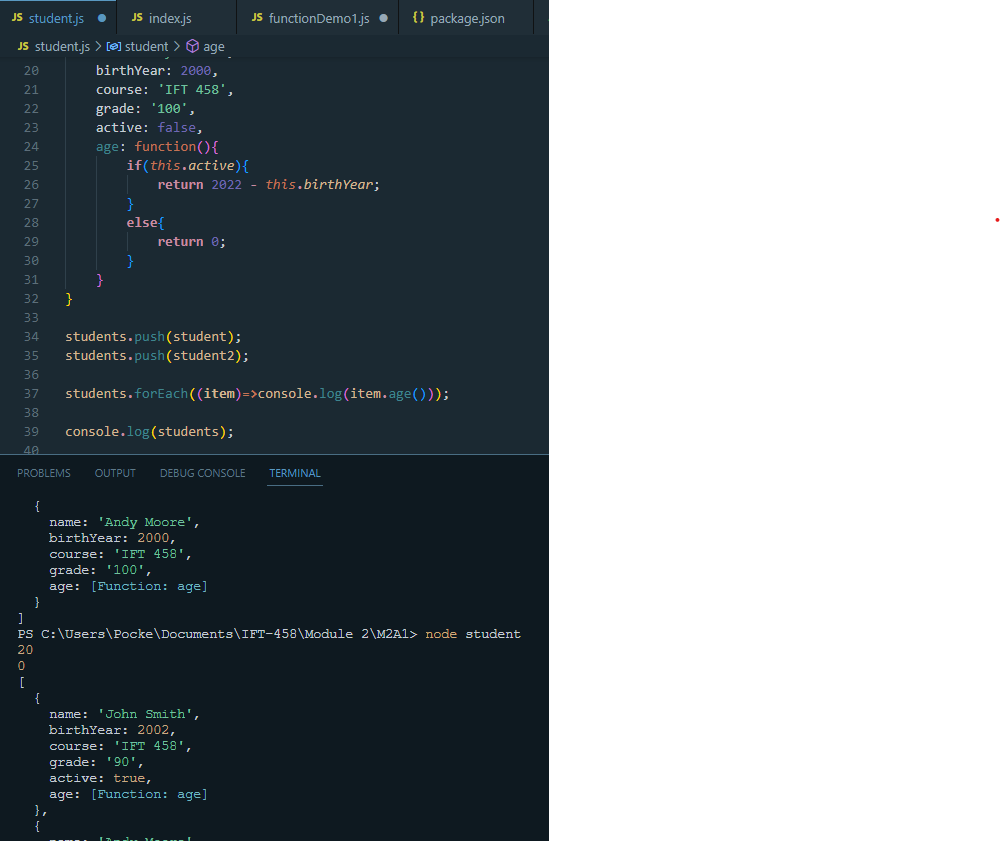 JS student.js ● JS index.js JS functionDemo1.js ● {} package.json
JS student.js > student > age
20 birthYear: 2000,
21 course: 'IFT 458',
22 grade: '100',
23 active: false,
24 age: function(){
25 if(this.active){
26 return 2022 - this.birthYear;
27 }
28 else{
29 return 0;
30 }
31 }
32 }
33
34 students.push(student);
35 students.push(student2);
36
37 students.forEach((item)=>console.log(item.age()));
38
39 console.log(students);
40
PROBLEMS OUTPUT DEBUG CONSOLE TERMINAL
{
name: 'Andy Moore',
birthYear: 2000,
course: 'IFT 458',
grade: '100',
age: [Function: age]
}
]
PS C:\Users\Pocke\Documents\IFT-458\Module 2\M2A1> node student
20
0
[
{
name: 'John Smith',
birthYear: 2002,
course: 'IFT 458',
grade: '90',
active: true,
age: [Function: age]
},
{
name: 'Andy Moore',